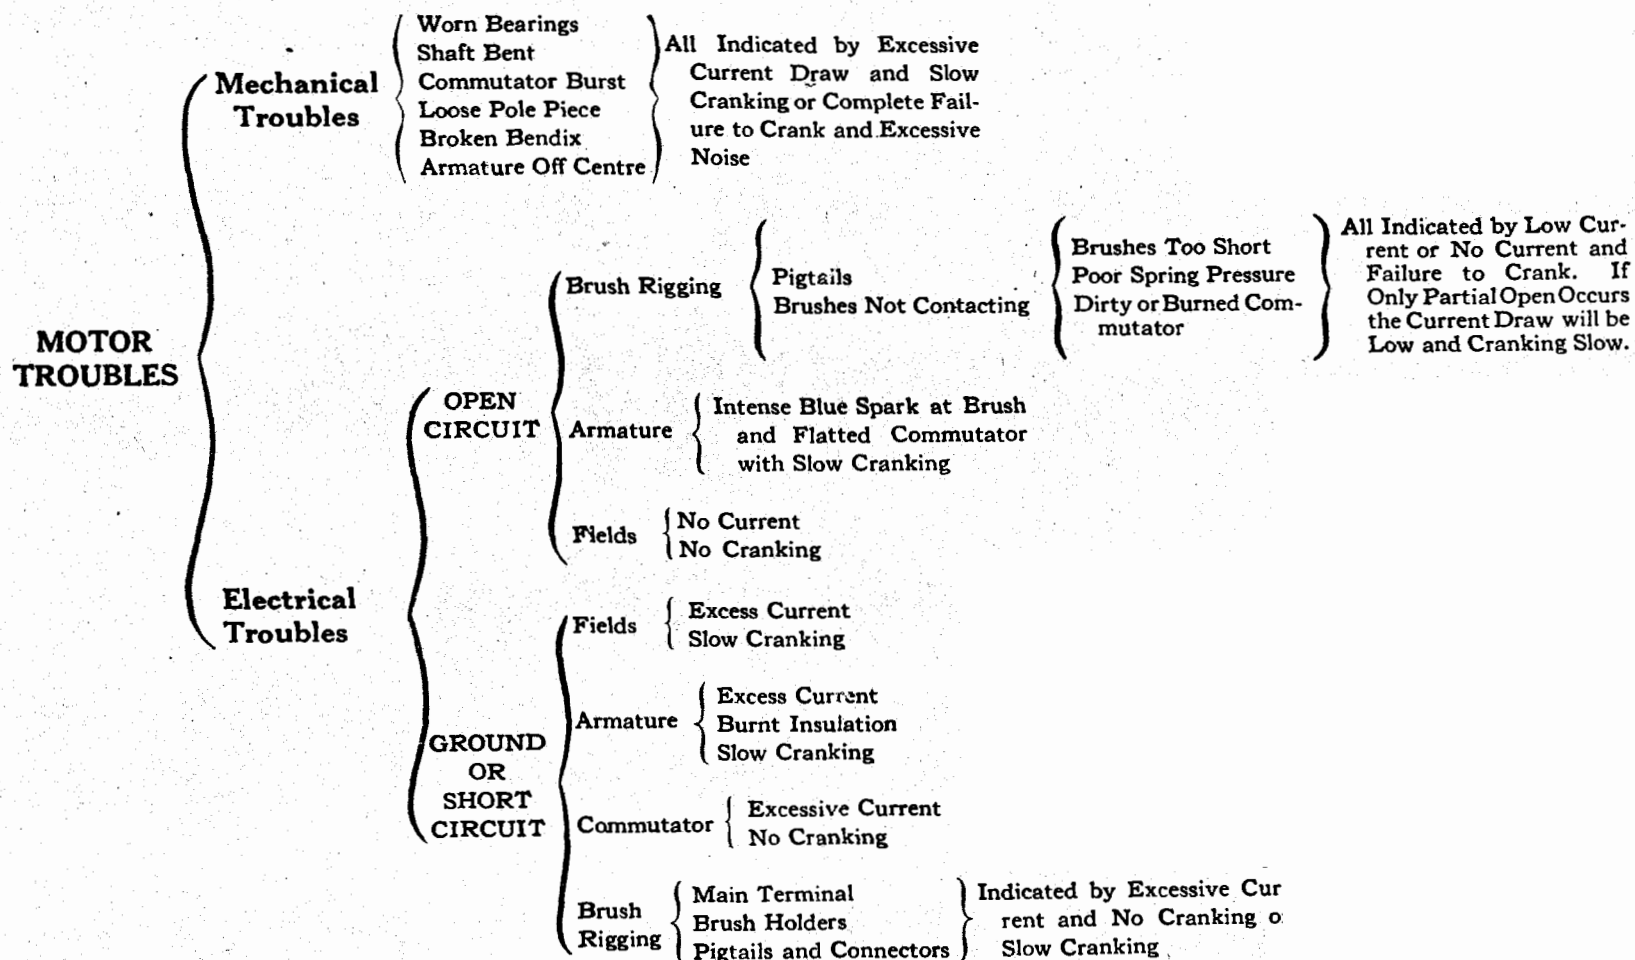 MOTOR
TROUBLES
Mechanical
Troubles
Worn Bearings
Shaft Bent
Commutator Burst
Loose Pole Piece
Broken Bendix
Armature Off Centre
All Indicated by Excessive
Current Draw and Slow
Cranking or Complete Fail-
ure to Crank and Excessive
Noise
Electrical
Troubles
OPEN
CIRCUIT
Brush Rigging
Pigtails
Brushes Not Contacting
Brushes Too Short
Poor Spring Pressure
Dirty or Burned Com-
mutator
All Indicated by Low Cur-
rent or No Current and
Failure to Crank. If
Only Partial Open Occurs
the Current Draw will be
Low and Cranking Slow.
Armature
Intense Blue Spark at Brush
and Flatted Commutator
with Slow Cranking
Fields
No Current
No Cranking
GROUND
OR
SHORT
CIRCUIT
Fields
Excess Current
Slow Cranking
Armature
Excess Current
Burnt Insulation
Slow Cranking
Commutator
Excessive Current
No Cranking
Brush
Rigging
Main Terminal
Brush Holders
Pigtails and Connectors
Indicated by Excessive Cur
rent and No Cranking o
Slow Cranking